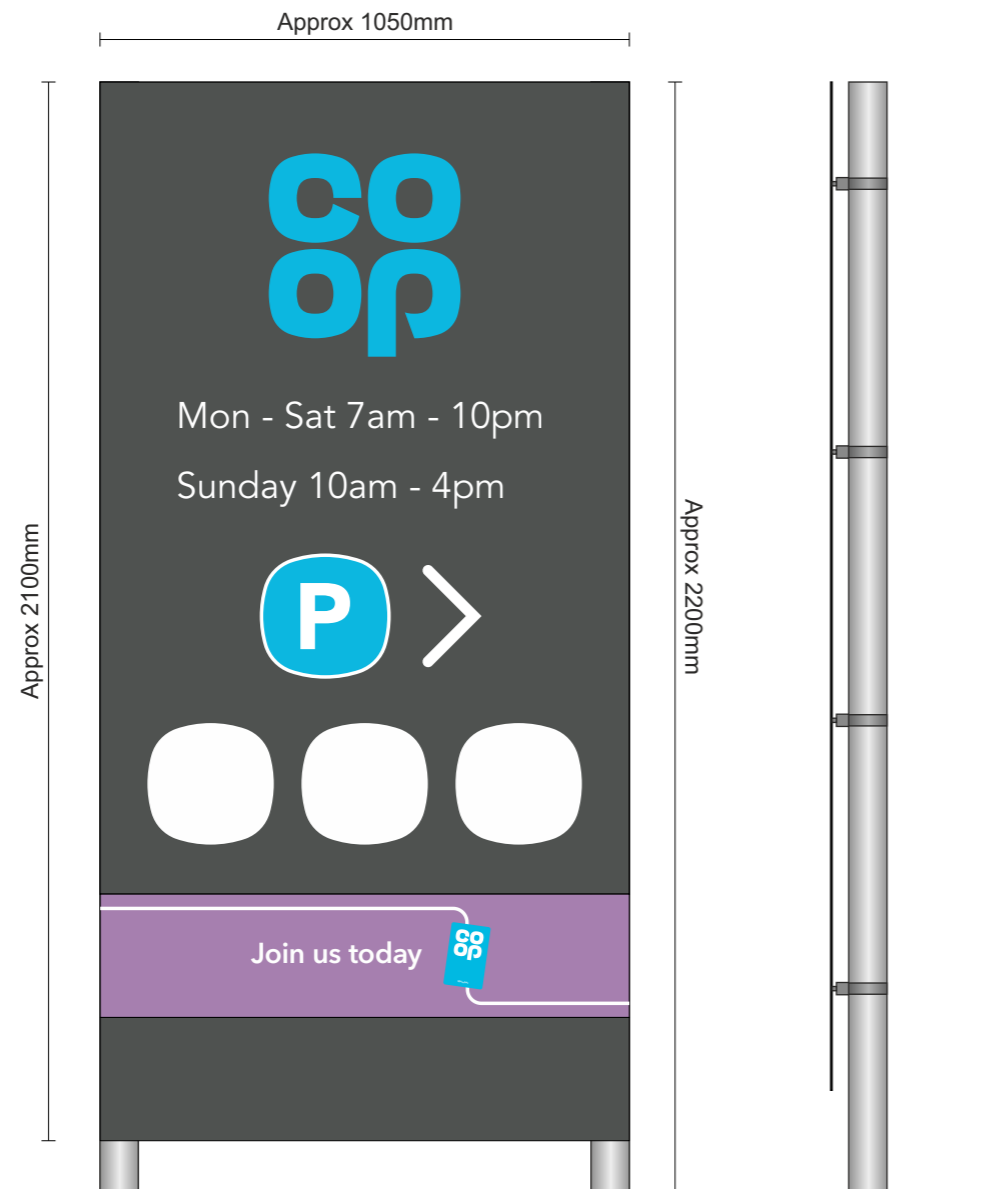 Approx 1050mm
co
op
Mon - Sat 7am - 10pm
Sunday 10am - 4pm
Approx 2100mm
Approx 2200mm
P
Join us today
co
op